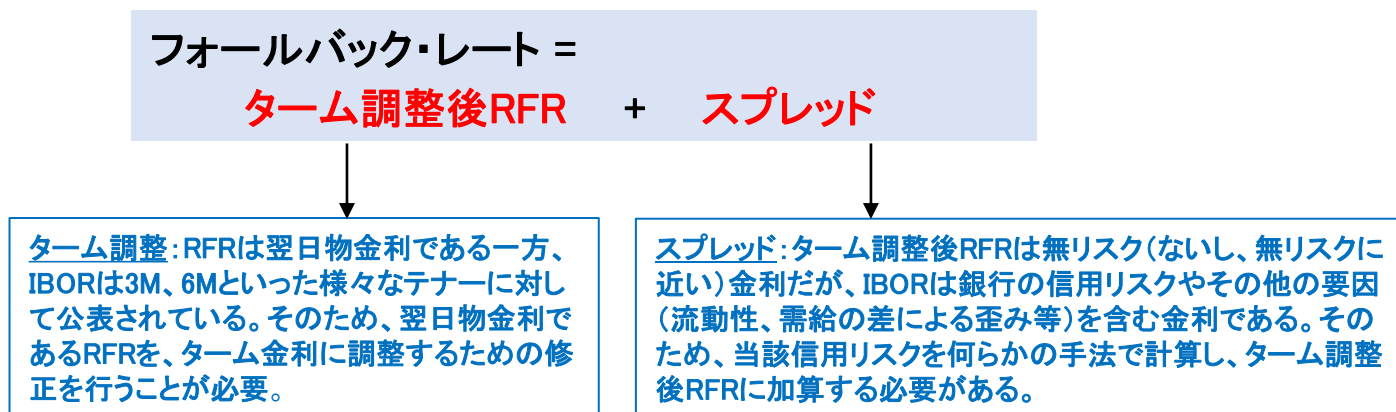 フォールバック・レート =
ターム調整後RFR + スプレッド
ターム調整：RFRは翌日物金利である一方、
IBORは3M、6Mといった様々なテナーに対し
て公表されている。そのため、翌日物金利で
あるRFRを、ターム金利に調整するための修
正を行うことが必要。
スプレッド：ターム調整後RFRは無リスク（ないし、無リスクに
近い）金利だが、IBORは銀行の信用リスクやその他の要因
（流動性、需給の差による歪み等）を含む金利である。その
ため、当該信用リスクを何らかの手法で計算し、ターム調整
後RFRに加算する必要がある。